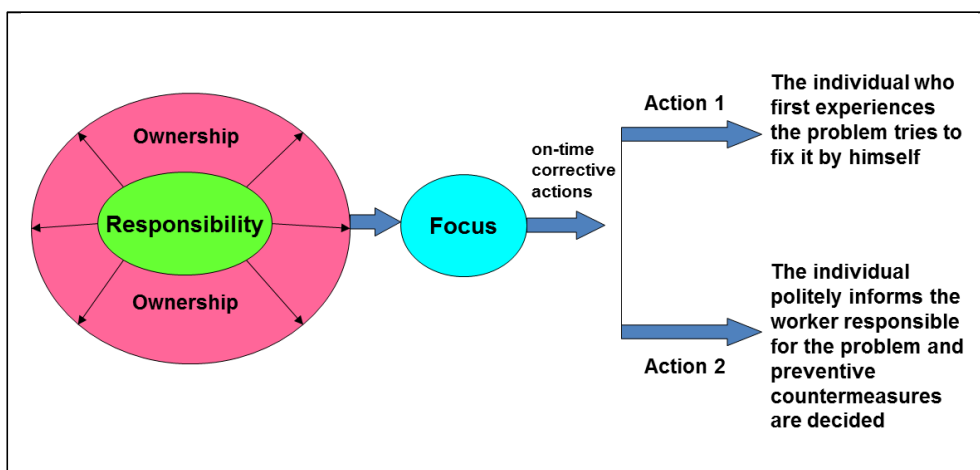 Ownership
Responsibility
Ownership
Focus
on-time
corrective
actions
Action 1
The individual who
first experiences
the problem tries to
fix it by himself
Action 2
The individual
politely informs the
worker responsible
for the problem and
preventive
countermeasures
are decided